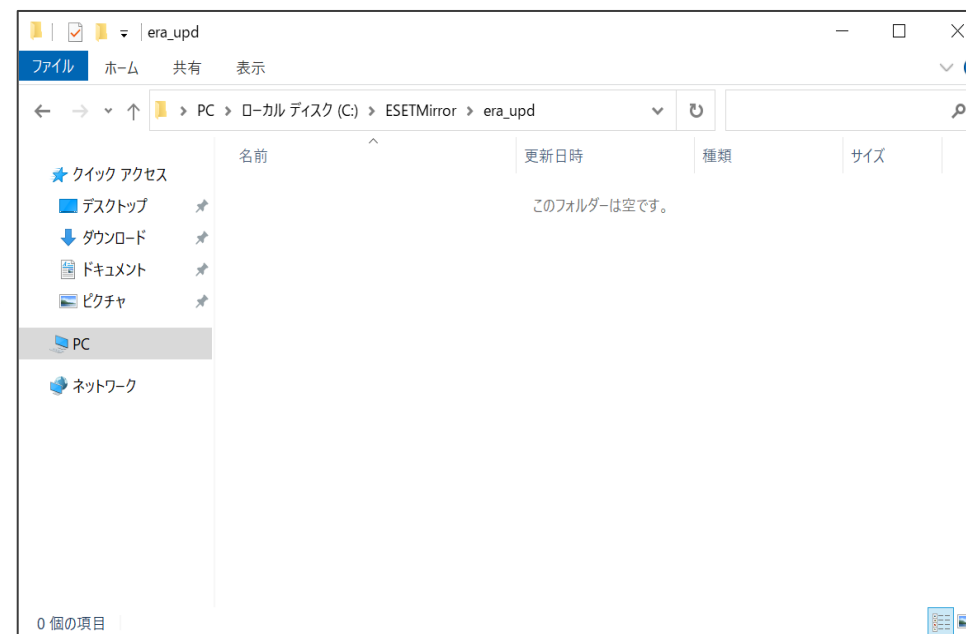 era_upd
ファイル ホーム 共有 表示
PC ローカル ディスク (C:) ESETMirror era_upd
名前 更新日時 種類 サイズ
このフォルダーは空です。
クイック アクセス
デスクトップ
ダウンロード
ドキュメント
ピクチャ
PC
ネットワーク
0 個の項目